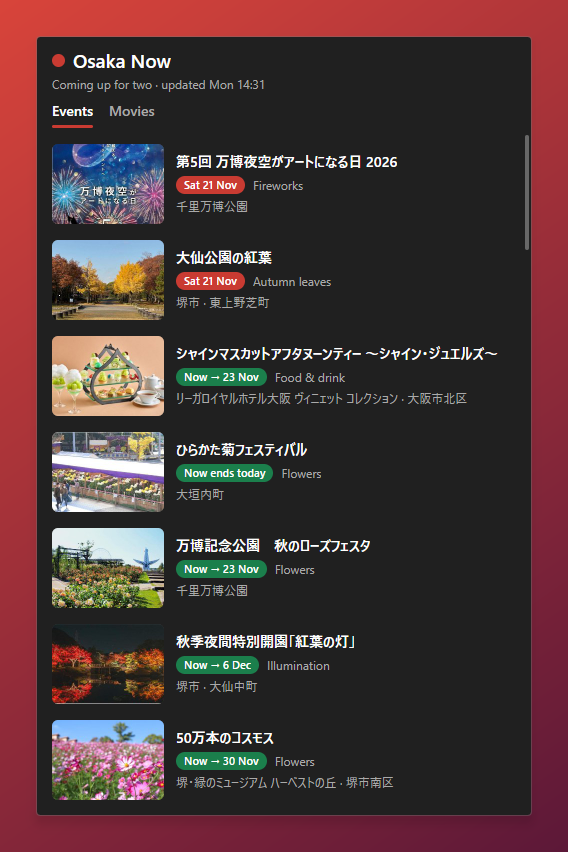 Osaka Now
Coming up for two · updated Mon 14:31
Events Movies
万博夜空が
アートになる日
第5回 万博夜空がアートになる日 2026
Sat 21 Nov Fireworks
千里万博公園
大仙公園の紅葉
Sat 21 Nov Autumn leaves
堺市 · 東上野芝町
シャインマスカットアフタヌーンティー ～シャイン・ジュエルズ～
Now → 23 Nov Food & drink
リーガロイヤルホテル大阪 ヴィニェット コレクション · 大阪市北区
ひらかた菊フェスティバル
Now ends today Flowers
大垣内町
万博記念公園　秋のローズフェスタ
Now → 23 Nov Flowers
千里万博公園
秋季夜間特別開園「紅葉の灯」
Now → 6 Dec Illumination
堺市 · 大仙中町
50万本のコスモス
Now → 30 Nov Flowers
堺・緑のミュージアム ハーベストの丘 · 堺市南区